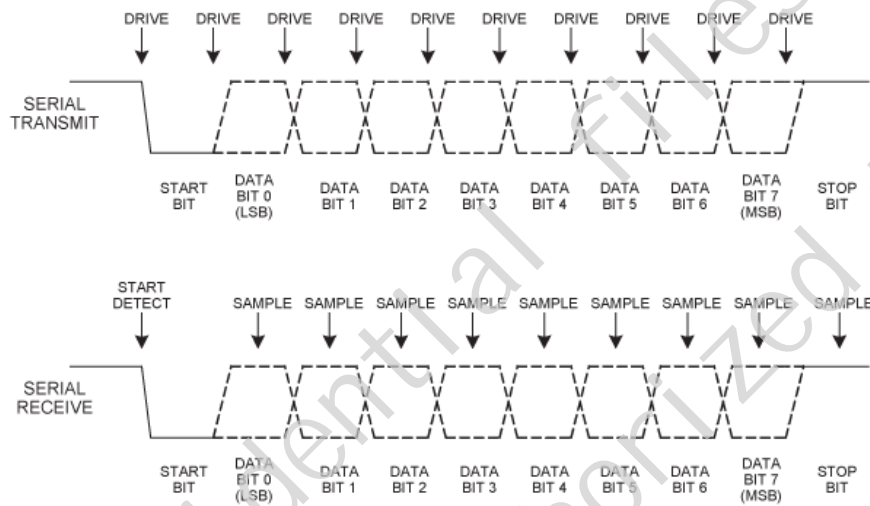 DRIVE DRIVE DRIVE DRIVE DRIVE DRIVE DRIVE DRIVE DRIVE DRIVE
SERIAL
TRANSMIT
START
BIT
DATA
BIT 0
(LSB)
DATA
BIT 1
DATA
BIT 2
DATA
BIT 3
DATA
BIT 4
DATA
BIT 5
DATA
BIT 6
DATA
BIT 7
(MSB)
STOP
BIT
START
DETECT
SAMPLE SAMPLE SAMPLE SAMPLE SAMPLE SAMPLE SAMPLE SAMPLE SAMPLE
SERIAL
RECEIVE
START
BIT
DATA
BIT 0
(LSB)
DATA
BIT 1
DATA
BIT 2
DATA
BIT 3
DATA
BIT 4
DATA
BIT 5
DATA
BIT 6
DATA
BIT 7
(MSB)
STOP
BIT
files